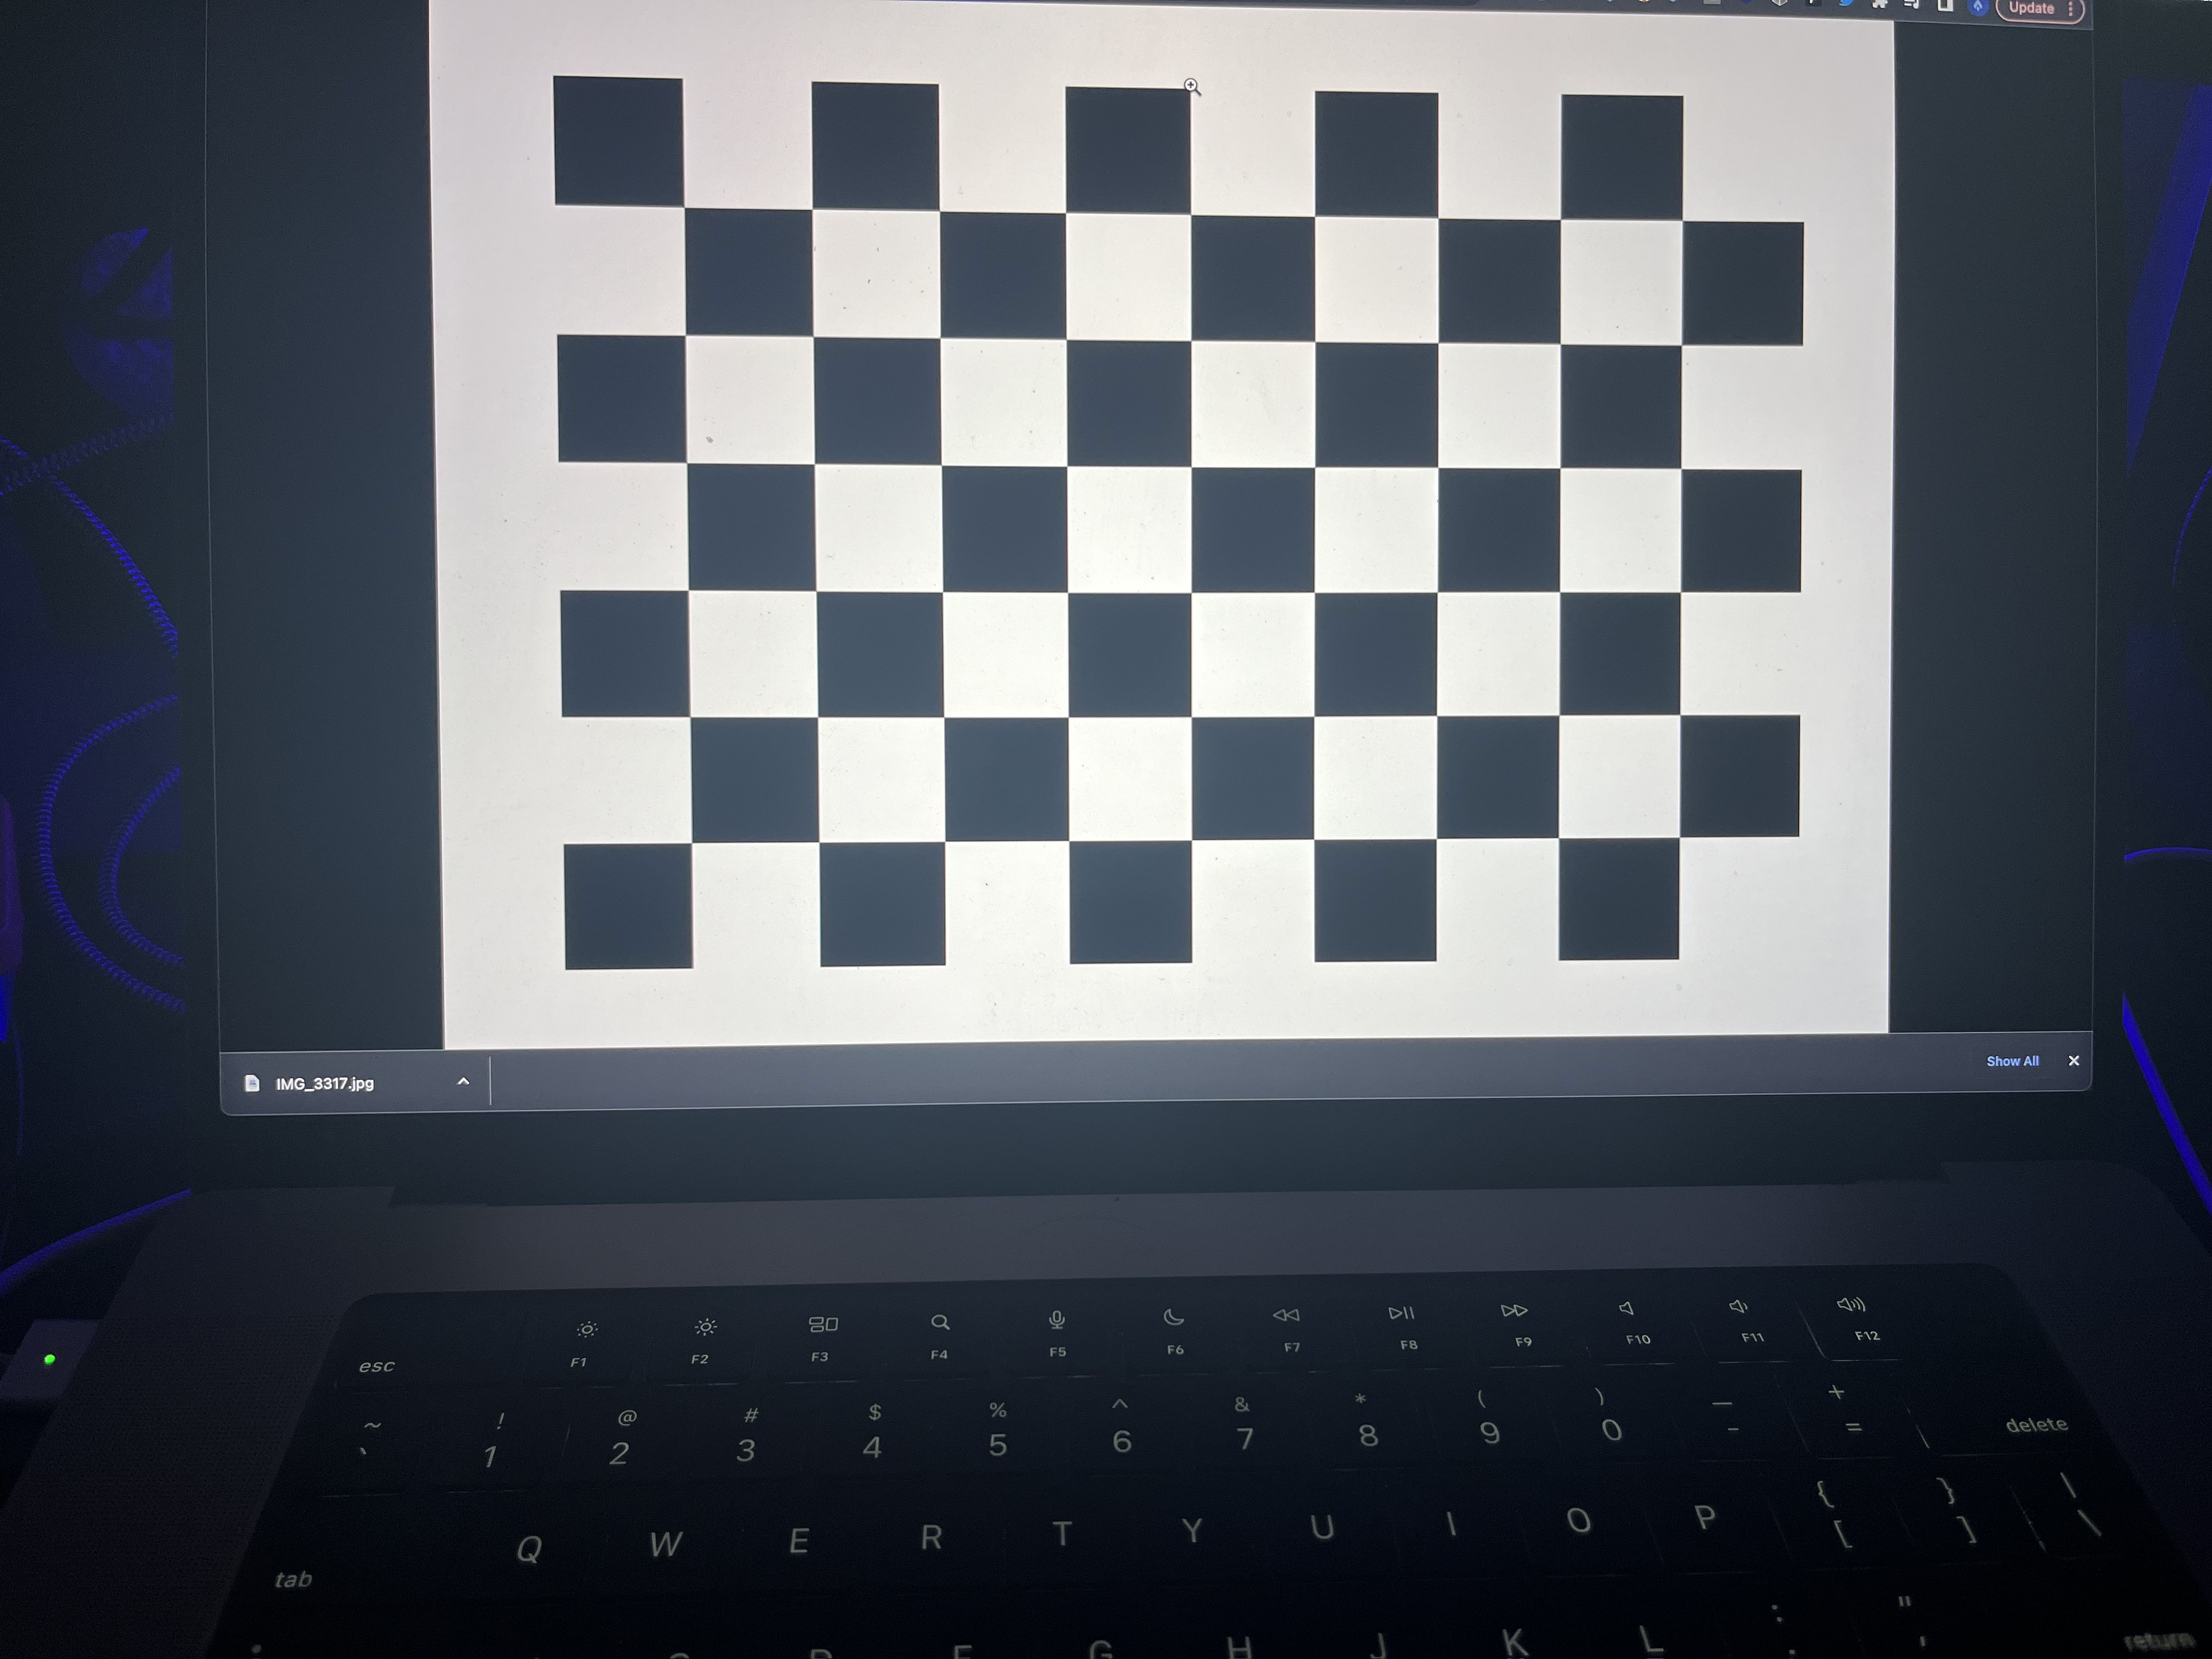 Update
IMG_3317.jpg
Show All
esc F1 F2 F3 F4 F5 F6 F7 F8 F9 F10 F11 F12
~ ! @ # $ % ^ & * ( ) — +
` 1 2 3 4 5 6 7 8 9 0 - = delete
{ } |
tab Q W E R T Y U I O P [ ] \
: "
G H J K L ; ' return